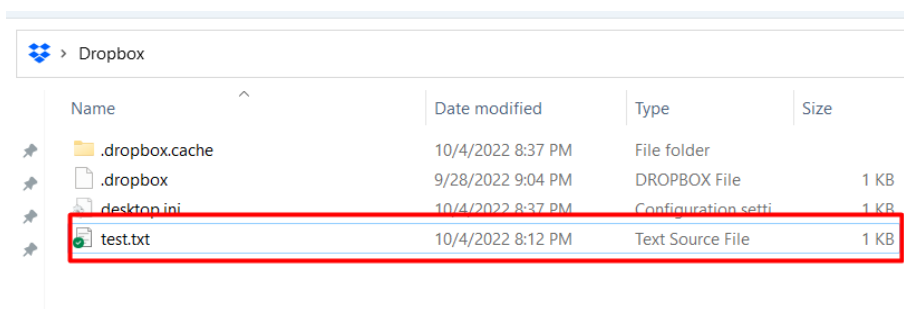 Dropbox
Name Date modified Type Size
.dropbox.cache 10/4/2022 8:37 PM File folder
.dropbox 9/28/2022 9:04 PM DROPBOX File 1 KB
desktop.ini 10/4/2022 8:37 PM Configuration setti 1 KB
test.txt 10/4/2022 8:12 PM Text Source File 1 KB